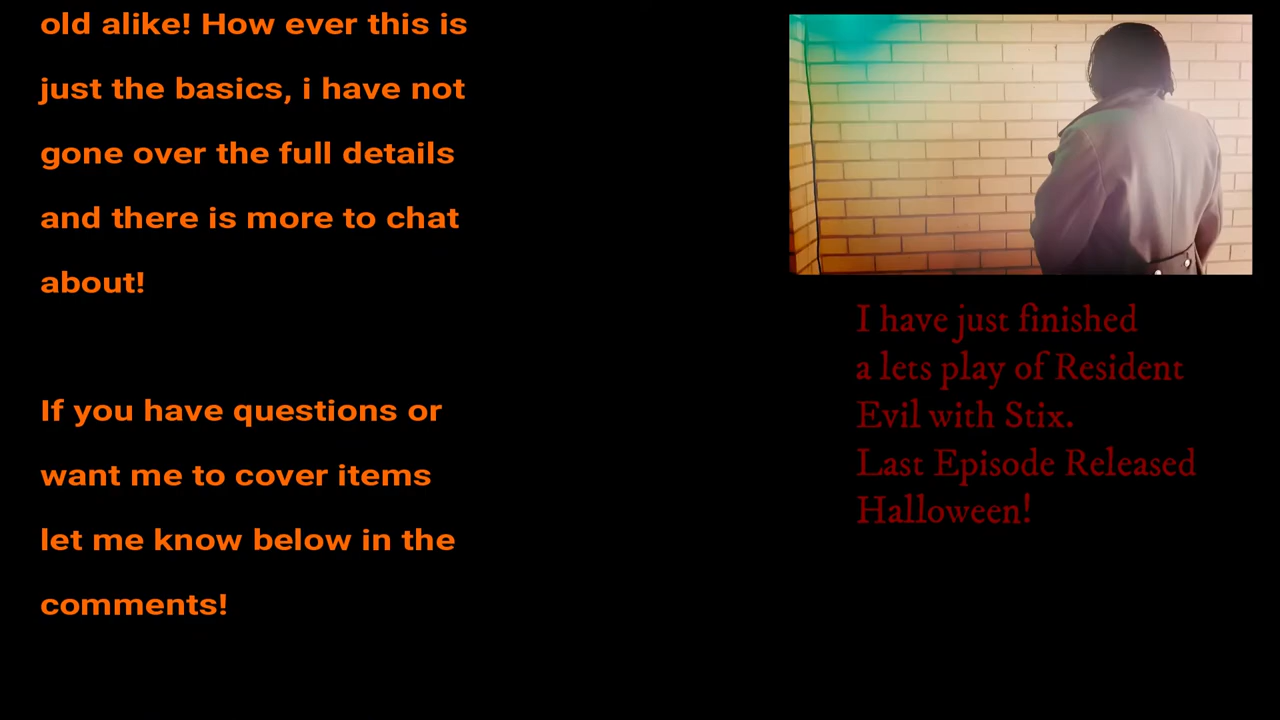 old alike! How ever this is
just the basics, i have not
gone over the full details
and there is more to chat
about!
If you have questions or
want me to cover items
let me know below in the
comments!
I have just finished
a lets play of Resident
Evil with Stix.
Last Episode Released
Halloween!